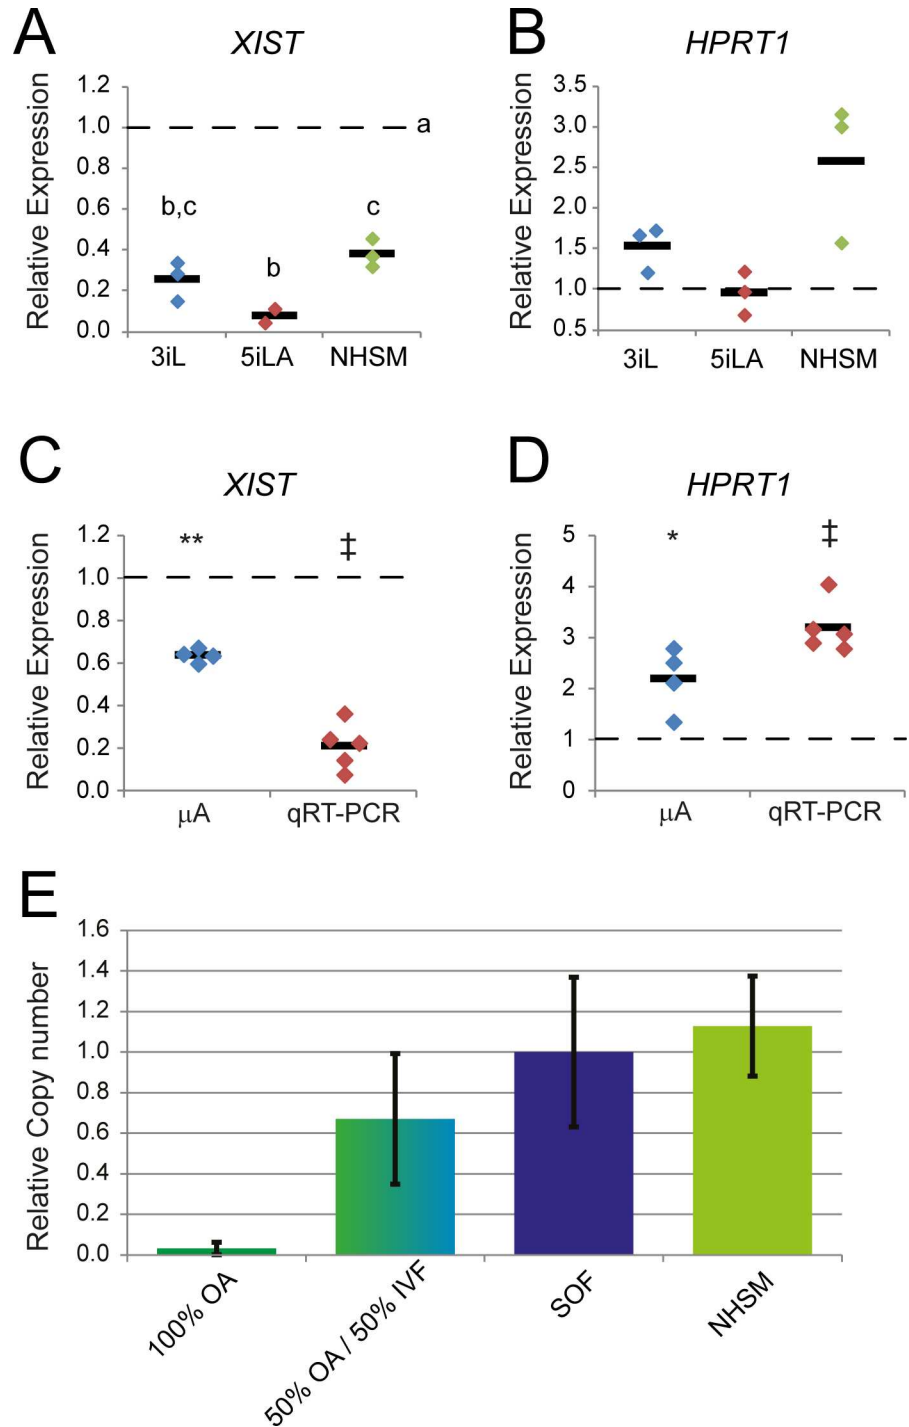 A
XIST
Relative Expression
1.2
1.0
0.8
0.6
0.4
0.2
0.0
a
b,c
b
c
3iL
5iLA
NHSM
B
HPRT1
Relative Expression
3.5
3.0
2.5
2.0
1.5
1.0
0.5
3iL
5iLA
NHSM
C
XIST
Relative Expression
1.2
1.0
0.8
0.6
0.4
0.2
0.0
**
‡
μA
qRT-PCR
D
HPRT1
Relative Expression
5
4
3
2
1
0
*
‡
μA
qRT-PCR
E
Relative Copy number
1.6
1.4
1.2
1.0
0.8
0.6
0.4
0.2
0.0
100% OA
50% OA / 50% IVF
SOF
NHSM